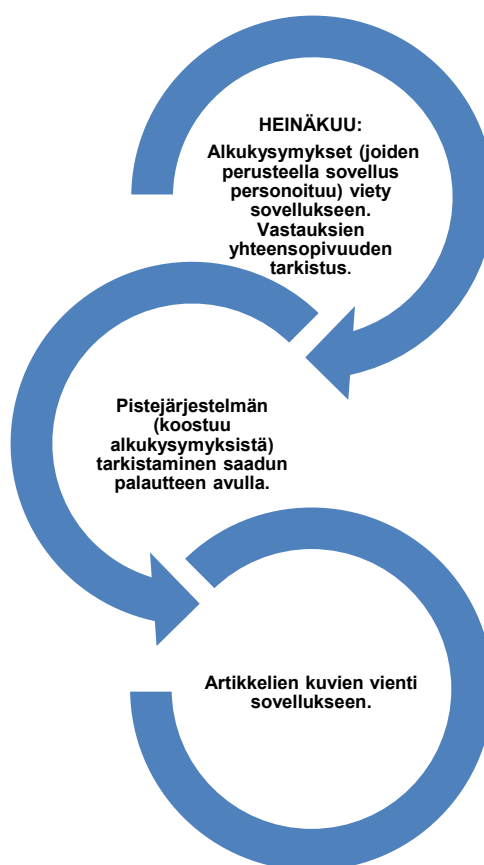 HEINÄKUU:
Alkukysymykset (joiden
perusteella sovellus
personoituu) viety
sovellukseen.
Vastauksien
yhteensopivuuden
tarkistus.
Pistejärjestelmän
(koostuu
alkukysymyksistä)
tarkistaminen saadun
palautteen avulla.
Artikkelien kuvien vienti
sovellukseen.